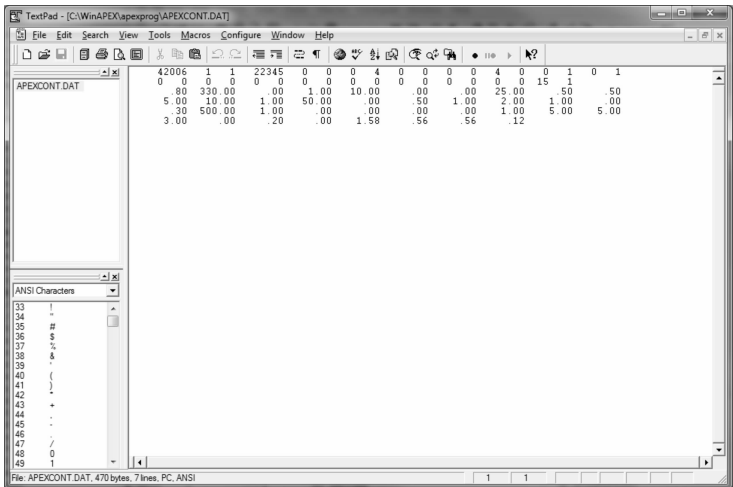 TextPad - [C:\WinAPEX\apexprog\APEXCONT.DAT]
File Edit Search View Tools Macros Configure Window Help
APEXCONT.DAT
42006 1 1 22345 0 0 0 4 0 0 0 0 4 0 0 1 0 1
0 0 0 0 0 0 0 0 0 0 0 0 0 0 15 1
.80 330.00 .00 1.00 10.00 .00 .00 25.00 .50 .50
5.00 10.00 1.00 50.00 .00 .50 1.00 2.00 1.00 .00
.30 500.00 1.00 .00 .00 .00 .00 1.00 5.00 5.00
3.00 .00 .20 .00 1.58 .56 .56 .12
ANSI Characters
33 !
34 "
35 #
36 $
37 %
38 &
39 '
40 (
41 )
42 *
43 +
44 ,
45 -
46 .
47 /
48 0
49 1
File: APEXCONT.DAT, 470 bytes, 7 lines, PC, ANSI
1 1